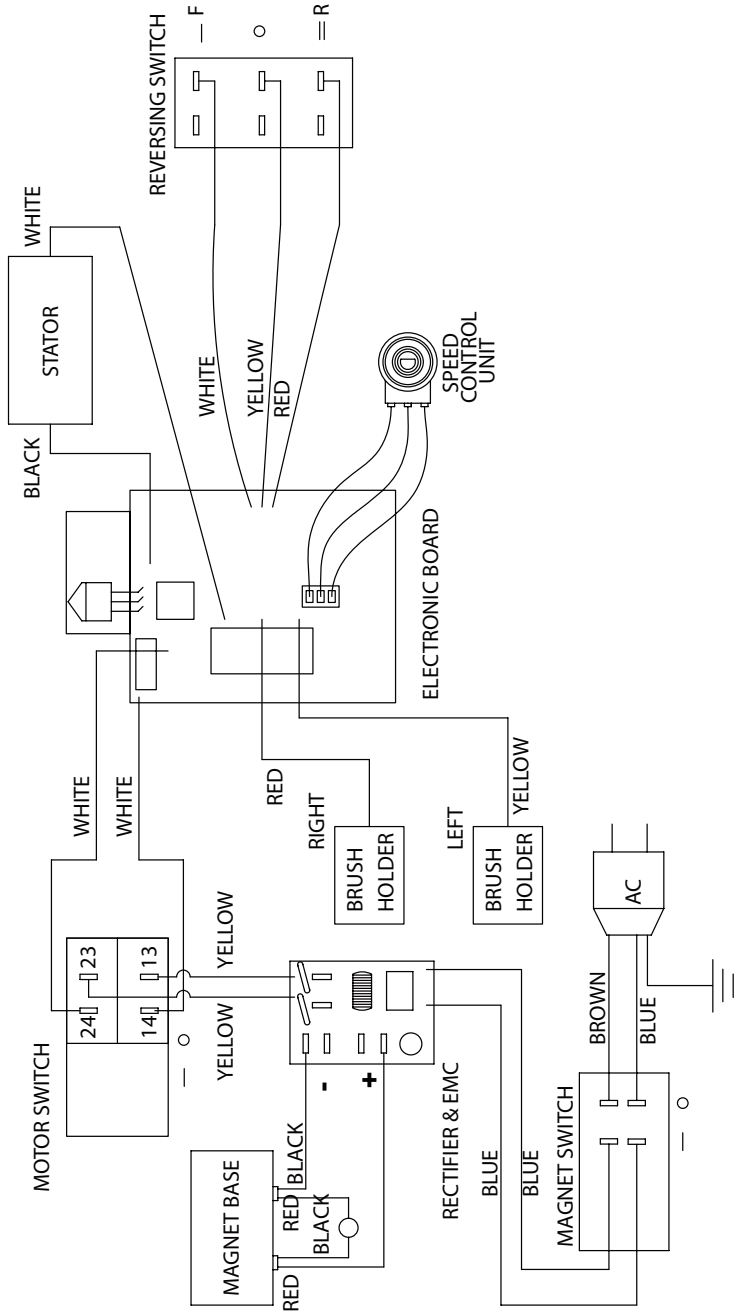 REVERSING SWITCH
— F
○
= R
WHITE
STATOR
BLACK
WHITE
YELLOW
RED
SPEED
CONTROL
UNIT
ELECTRONIC BOARD
WHITE
WHITE
RED
RIGHT
BRUSH
HOLDER
LEFT
YELLOW
BRUSH
HOLDER
MOTOR SWITCH
24 23
14 13
— ○
YELLOW
YELLOW
-
+
RECTIFIER & EMC
MAGNET BASE
BLACK
RED
BLACK
RED
BLUE
BLUE
MAGNET SWITCH
— ○
BROWN
BLUE
AC